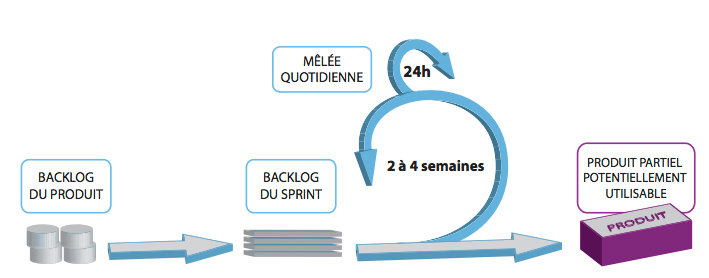 MÊLÉE
QUOTIDIENNE
24h
2 à 4 semaines
BACKLOG
DU PRODUIT
BACKLOG
DU SPRINT
PRODUIT PARTIEL
POTENTIELLEMENT
UTILISABLE
PRODUIT